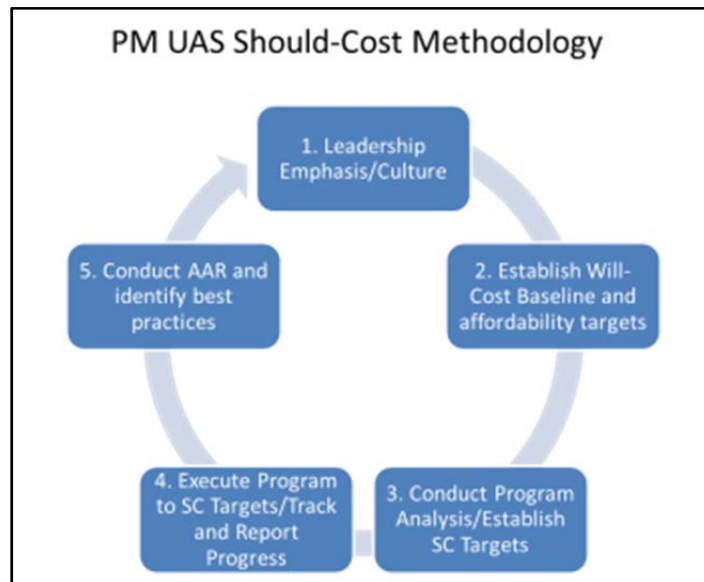 PM UAS Should-Cost Methodology
1. Leadership
Emphasis/Culture
2. Establish Will-
Cost Baseline and
affordability targets
3. Conduct Program
Analysis/Establish
SC Targets
4. Execute Program
to SC Targets/Track
and Report
Progress
5. Conduct AAR and
identify best
practices